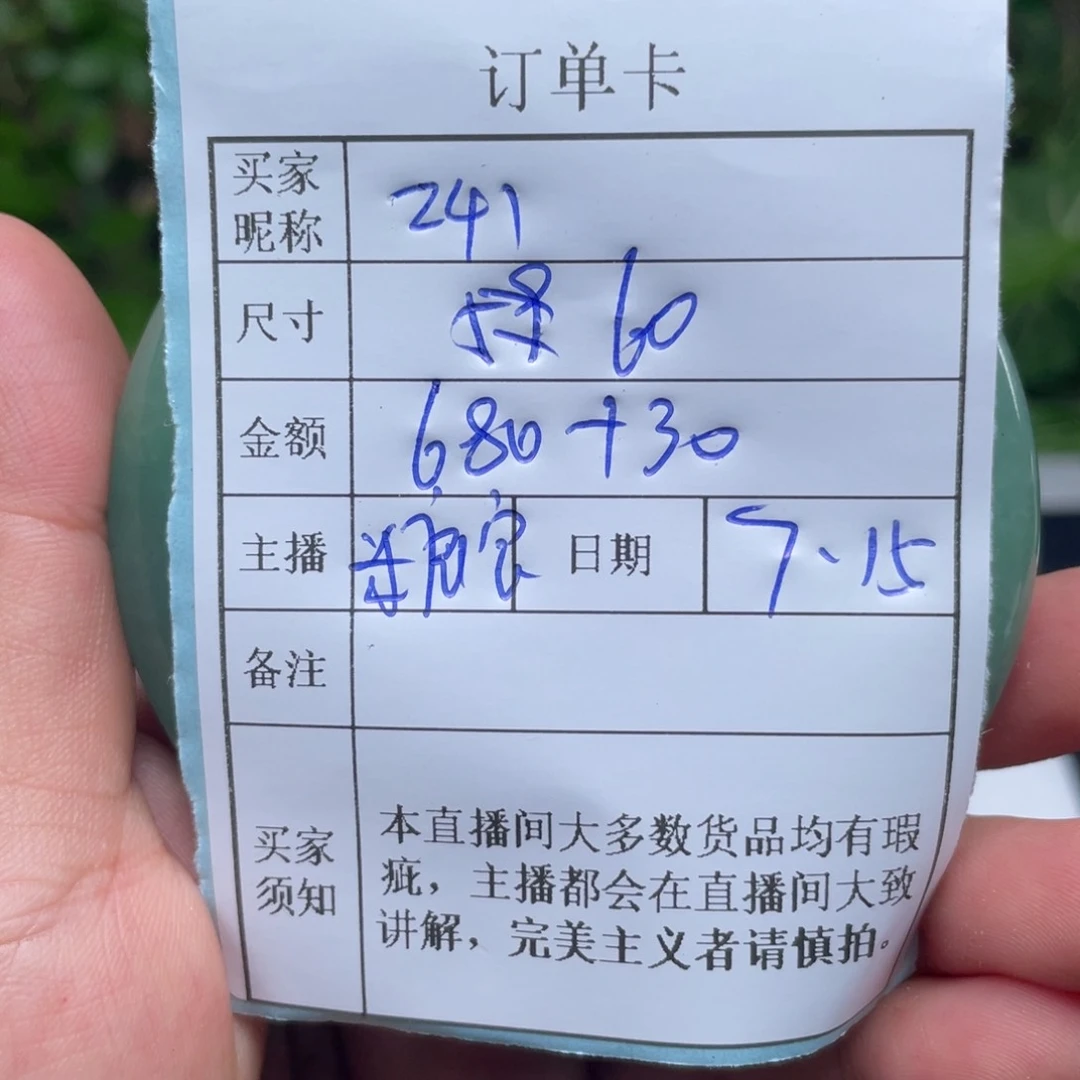 订单卡
买家
昵称
241
尺寸
60
金额
680+30
主播
日期
7、15
备注
买家
须知
本直播间大多数货品均有瑕
疵，主播都会在直播间大致
讲解，完美主义者请慎拍。